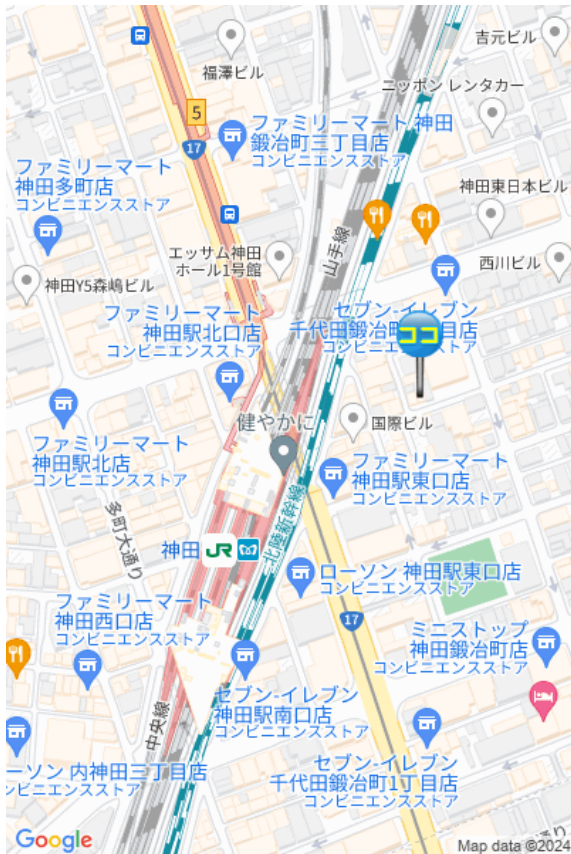 吉元ビル
福澤ビル
ニッポン レンタカー
5
17
ファミリーマート 神田
鍛冶町三丁目店
コンビニエンスストア
ファミリーマート
神田多町店
コンビニエンスストア
神田東日本ビル
山手線
エッサム神田
ホール1号館
西川ビル
神田Y5森嶋ビル
ファミリーマート
神田駅北口店
コンビニエンスストア
セブン-イレブン
千代田鍛冶町
目店
コンビニエンスストア
ココ
健やかに
国際ビル
ファミリーマート
神田駅北店
コンビニエンスストア
ファミリーマート
神田駅東口店
コンビニエンスストア
多町大通り
北陸新幹線
神田
JR
ローソン 神田駅東口店
コンビニエンスストア
ファミリーマート
神田西口店
コンビニエンスストア
17
ミニストップ
神田鍛冶町店
コンビニエンスストア
セブン-イレブン
神田駅南口店
コンビニエンスストア
中央線
ーソン 内神田三丁目店
ンビニエンスストア
セブン-イレブン
千代田鍛冶町1丁目店
コンビニエンスストア
Google
Map data ©2024